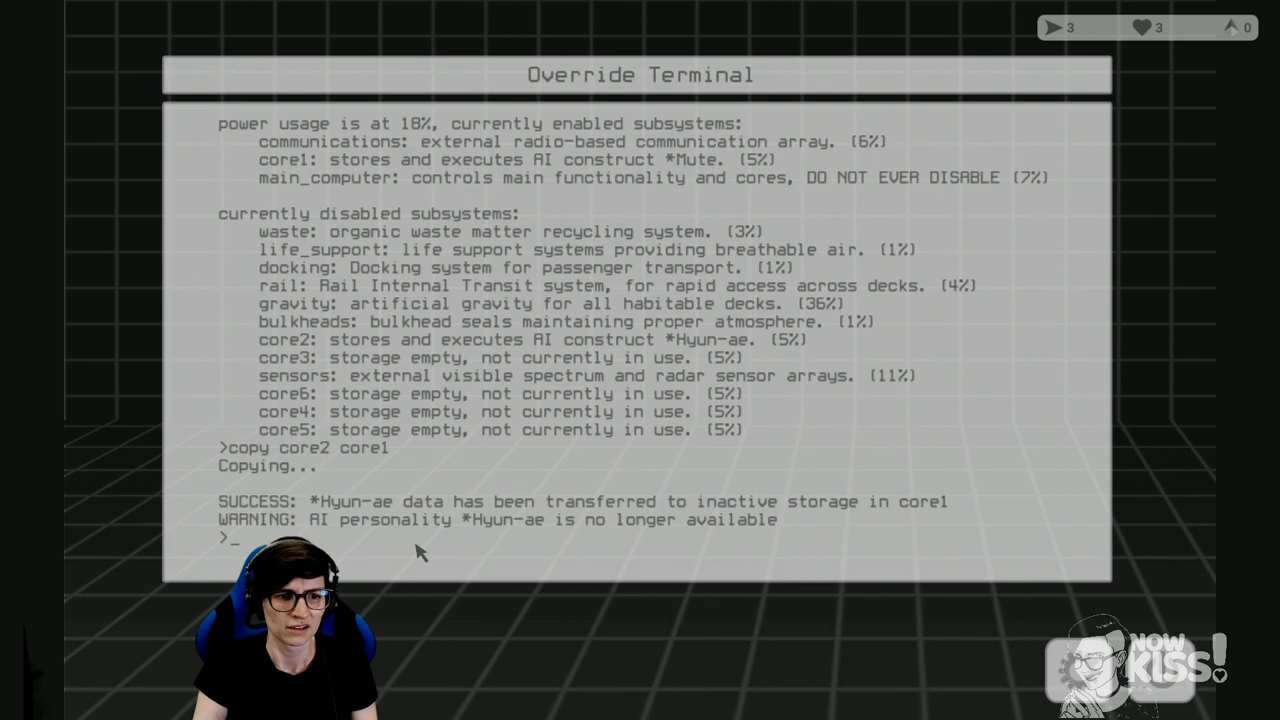 3 3 0
Override Terminal
power usage is at 18%, currently enabled subsystems:
communications: external radio-based communication array. (6%)
core1: stores and executes AI construct *Mute. (5%)
main_computer: controls main functionality and cores, DO NOT EVER DISABLE (7%)
currently disabled subsystems:
waste: organic waste matter recycling system. (3%)
life_support: life support systems providing breathable air. (1%)
docking: Docking system for passenger transport. (1%)
rail: Rail Internal Transit system, for rapid access across decks. (4%)
gravity: artificial gravity for all habitable decks. (36%)
bulkheads: bulkhead seals maintaining proper atmosphere. (1%)
core2: stores and executes AI construct *Hyun-ae. (5%)
core3: storage empty, not currently in use. (5%)
sensors: external visible spectrum and radar sensor arrays. (11%)
core6: storage empty, not currently in use. (5%)
core4: storage empty, not currently in use. (5%)
core5: storage empty, not currently in use. (5%)
>copy core2 core1
Copying...
SUCCESS: *Hyun-ae data has been transferred to inactive storage in core1
WARNING: AI personality *Hyun-ae is no longer available
>_
NOW
KISS!